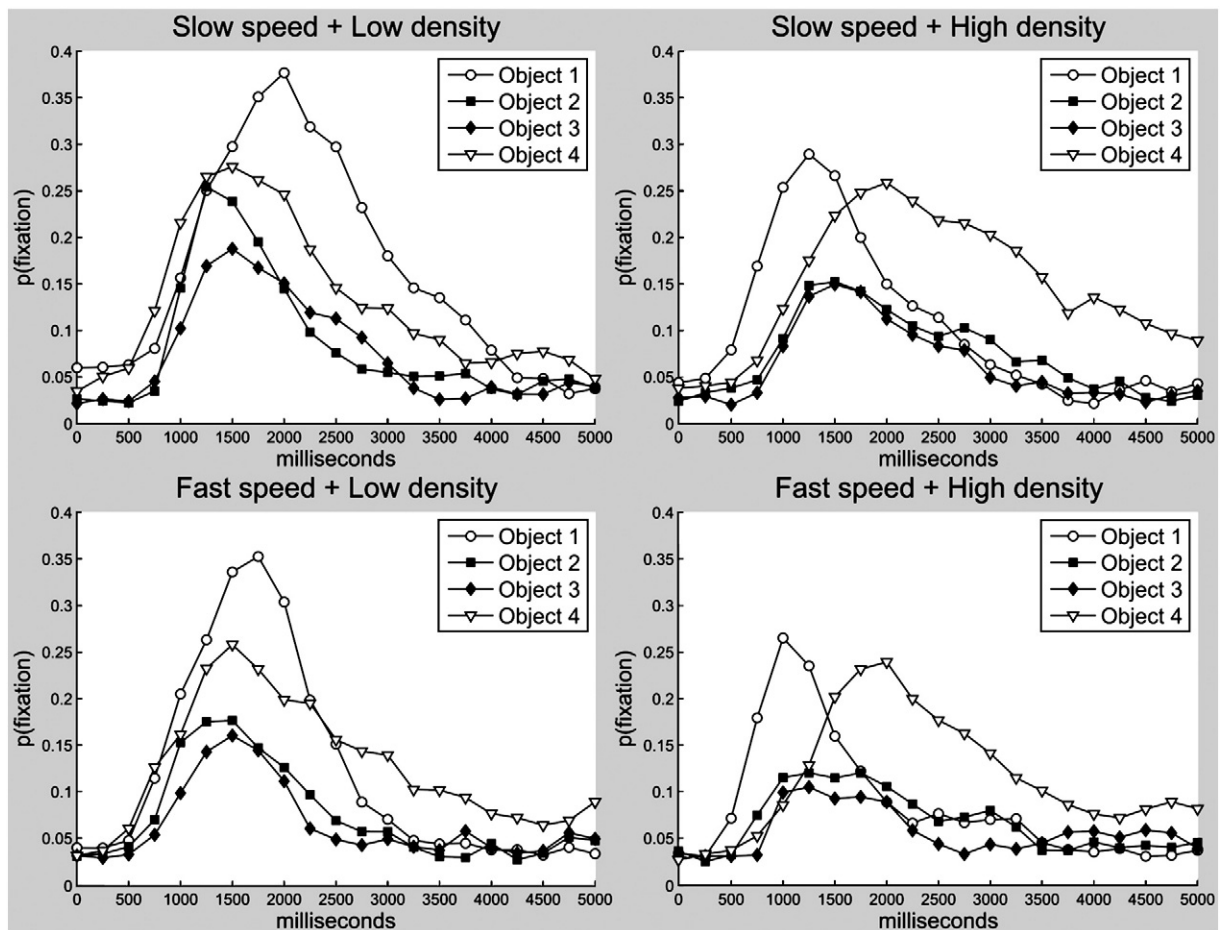 Slow speed + Low density
0.4
0.35
0.3
0.25
0.2
0.15
0.1
0.05
0
p(fixation)
Object 1
Object 2
Object 3
Object 4
0 500 1000 1500 2000 2500 3000 3500 4000 4500 5000
milliseconds
Slow speed + High density
0.4
0.35
0.3
0.25
0.2
0.15
0.1
0.05
0
p(fixation)
Object 1
Object 2
Object 3
Object 4
0 500 1000 1500 2000 2500 3000 3500 4000 4500 5000
milliseconds
Fast speed + Low density
0.4
0.35
0.3
0.25
0.2
0.15
0.1
0.05
0
p(fixation)
Object 1
Object 2
Object 3
Object 4
0 500 1000 1500 2000 2500 3000 3500 4000 4500 5000
milliseconds
Fast speed + High density
0.4
0.35
0.3
0.25
0.2
0.15
0.1
0.05
0
p(fixation)
Object 1
Object 2
Object 3
Object 4
0 500 1000 1500 2000 2500 3000 3500 4000 4500 5000
milliseconds